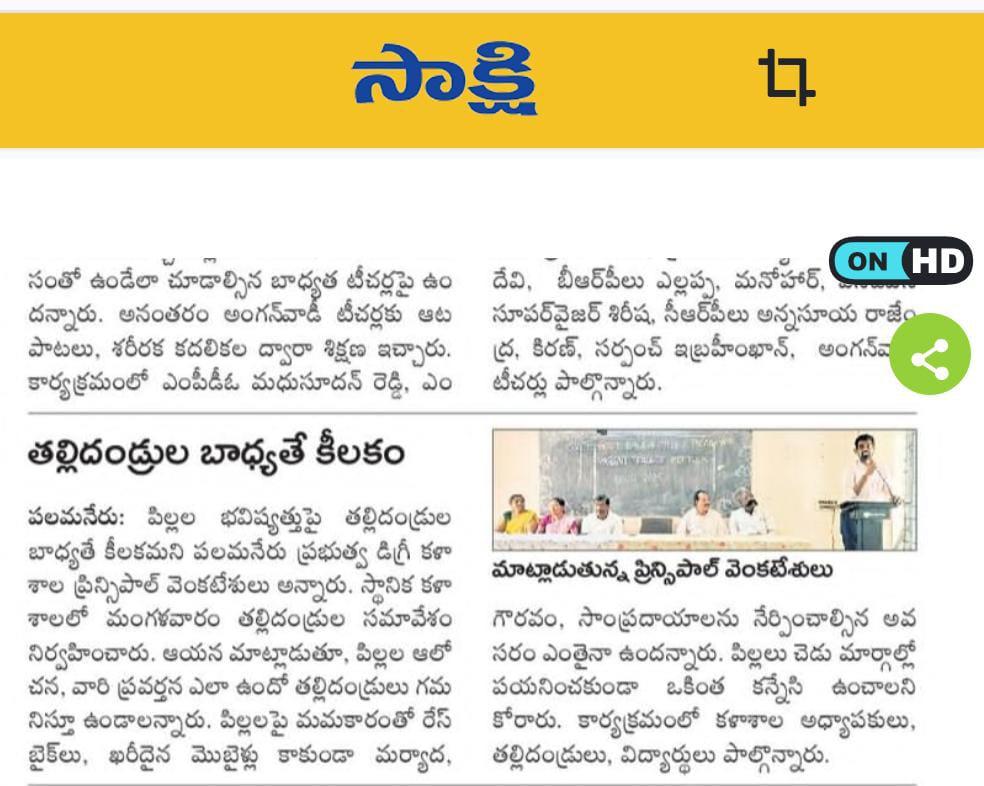 సాక్షి
ON HD
సంతో ఉండేలా చూడాల్సిన బాధ్యత టీచర్లపై ఉం
దన్నారు. అనంతరం అంగన్‌వాడీ టీచర్లకు ఆట
పాటలు, శరీరక కదలికల ద్వారా శిక్షణ ఇచ్చారు.
కార్యక్రమంలో ఎంపీడీఓ మధుసూదన్ రెడ్డి, ఎం
దేవి, బీఆర్‌పీలు ఎల్లప్ప, మనోహార్,
సూపర్‌వైజర్ శిరీష, సీఆర్‌పీలు అన్నసూయ రాజేం
ద్ర, కిరణ్, సర్పంచ్ ఇబ్రహీంఖాన్,
టీచర్లు పాల్గొన్నారు.
తల్లిదండ్రుల బాధ్యతే కీలకం
పలమనేరు: పిల్లల భవిష్యత్తుపై తల్లిదండ్రుల
బాధ్యతే కీలకమని పలమనేరు ప్రభుత్వ డిగ్రీ కళా
శాల ప్రిన్సిపాల్ వెంకటేశులు అన్నారు. స్థానిక కళా
శాలలో మంగళవారం తల్లిదండ్రుల సమావేశం
నిర్వహించారు. ఆయన మాట్లాడుతూ, పిల్లల ఆలో
చన, వారి ప్రవర్తన ఎలా ఉందో తల్లిదండ్రులు గమ
నిస్తూ ఉండాలన్నారు. పిల్లలపై మమకారంతో రేస్
బైక్‌లు, ఖరీదైన మొబైళ్లు కాకుండా మర్యాద,
మాట్లాడుతున్న ప్రిన్సిపాల్ వెంకటేశులు
గౌరవం, సాంప్రదాయాలను నేర్పించాల్సిన అవ
సరం ఎంతైనా ఉందన్నారు. పిల్లలు చెడు మార్గాల్లో
పయనించకుండా ఒకింత కన్నేసి ఉంచాలని
కోరారు. కార్యక్రమంలో కళాశాల అధ్యాపకులు,
తల్లిదండ్రులు, విద్యార్థులు పాల్గొన్నారు.